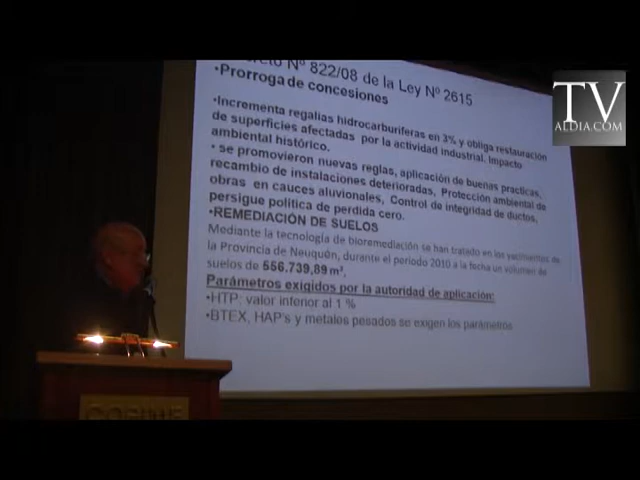 Nº 822/08 de la Ley Nº 2615
•Prorroga de concesiones
•Incrementa regalías hidrocarburiferas en 3% y obliga restauración
de superficies afectadas por la actividad industrial. Impacto
ambiental histórico.
• se promovieron nuevas reglas, aplicación de buenas practicas,
recambio de instalaciones deterioradas, Protección ambiental de
obras en cauces aluvionales, Control de integridad de ductos,
persigue política de perdida cero.
•REMEDIACIÓN DE SUELOS
Mediante la tecnología de bioremediación se han tratado en los yacimientos de
la Provincia de Neuquén, durante el periodo 2010 a la fecha un volumen de
suelos de 556.739,89 m³.
Parámetros exigidos por la autoridad de aplicación:
•HTP: valor inferior al 1 %
•BTEX, HAP's y metales pesados se exigen los parámetros
TV
ALDIA.COM